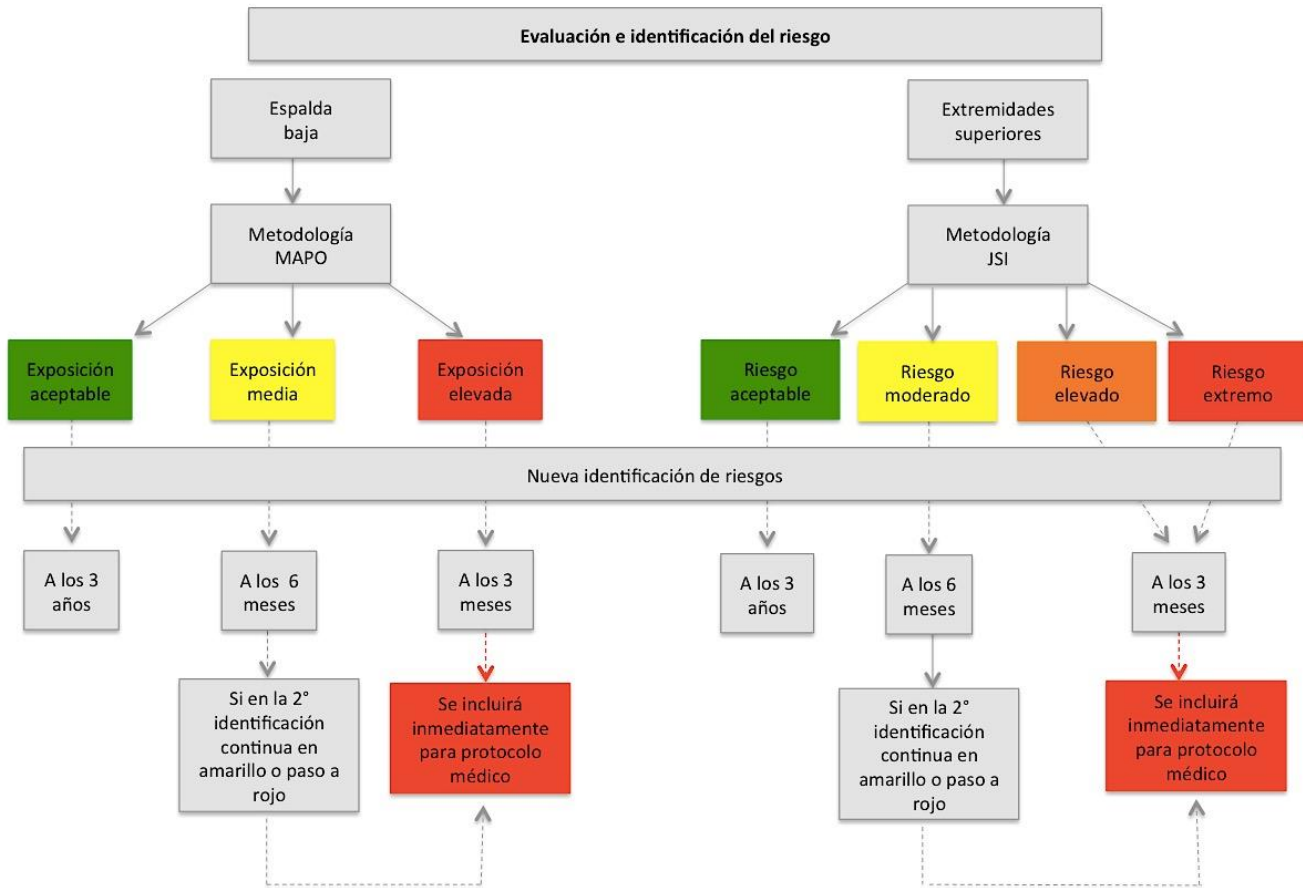 Evaluación e identificación del riesgo
Espalda
baja
Extremidades
superiores
Metodología
MAPO
Metodología
JSI
Exposición
aceptable
Exposición
media
Exposición
elevada
Riesgo
aceptable
Riesgo
moderado
Riesgo
elevado
Riesgo
extremo
Nueva identificación de riesgos
A los 3
años
A los 6
meses
A los 3
meses
A los 3
años
A los 6
meses
A los 3
meses
Si en la 2°
identificación
continua en
amarillo o paso a
rojo
Se incluirá
inmediatamente
para protocolo
médico
Si en la 2°
identificación
continua en
amarillo o paso a
rojo
Se incluirá
inmediatamente
para protocolo
médico